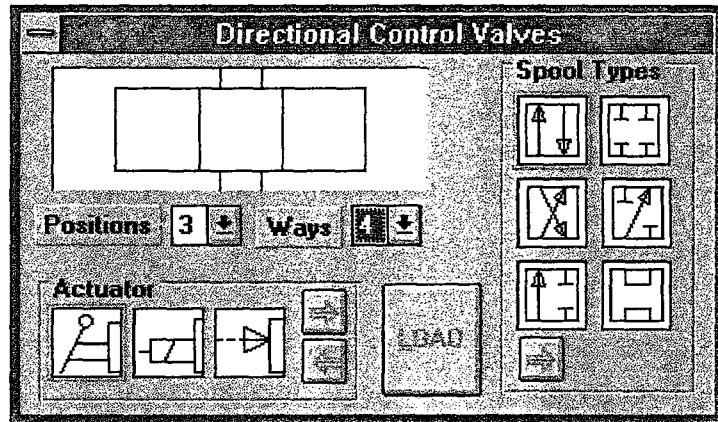 Directional Control Valves
Spool Types
Positions 3 Ways
Actuator
LOAD